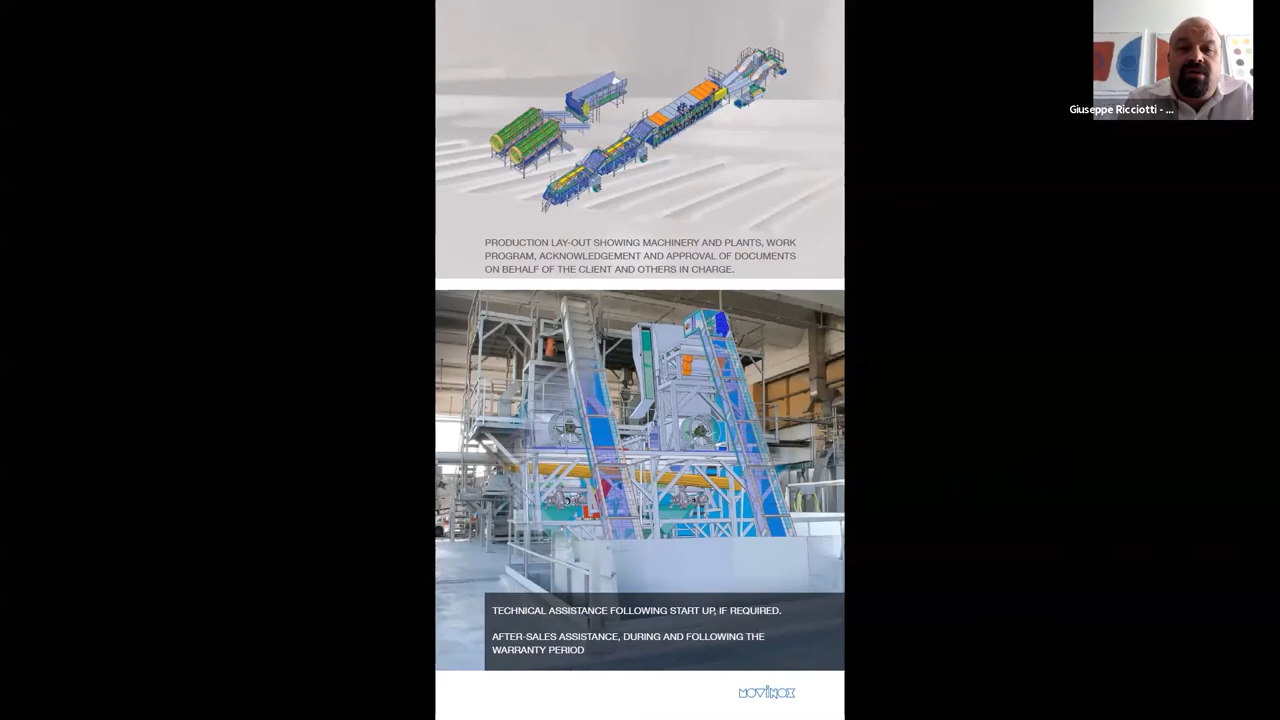 Giuseppe Ricciotti - ...
PRODUCTION LAY-OUT SHOWING MACHINERY AND PLANTS, WORK
PROGRAM, ACKNOWLEDGEMENT AND APPROVAL OF DOCUMENTS
ON BEHALF OF THE CLIENT AND OTHERS IN CHARGE.
TECHNICAL ASSISTANCE FOLLOWING START UP, IF REQUIRED.
AFTER-SALES ASSISTANCE, DURING AND FOLLOWING THE
WARRANTY PERIOD
MOVINOX